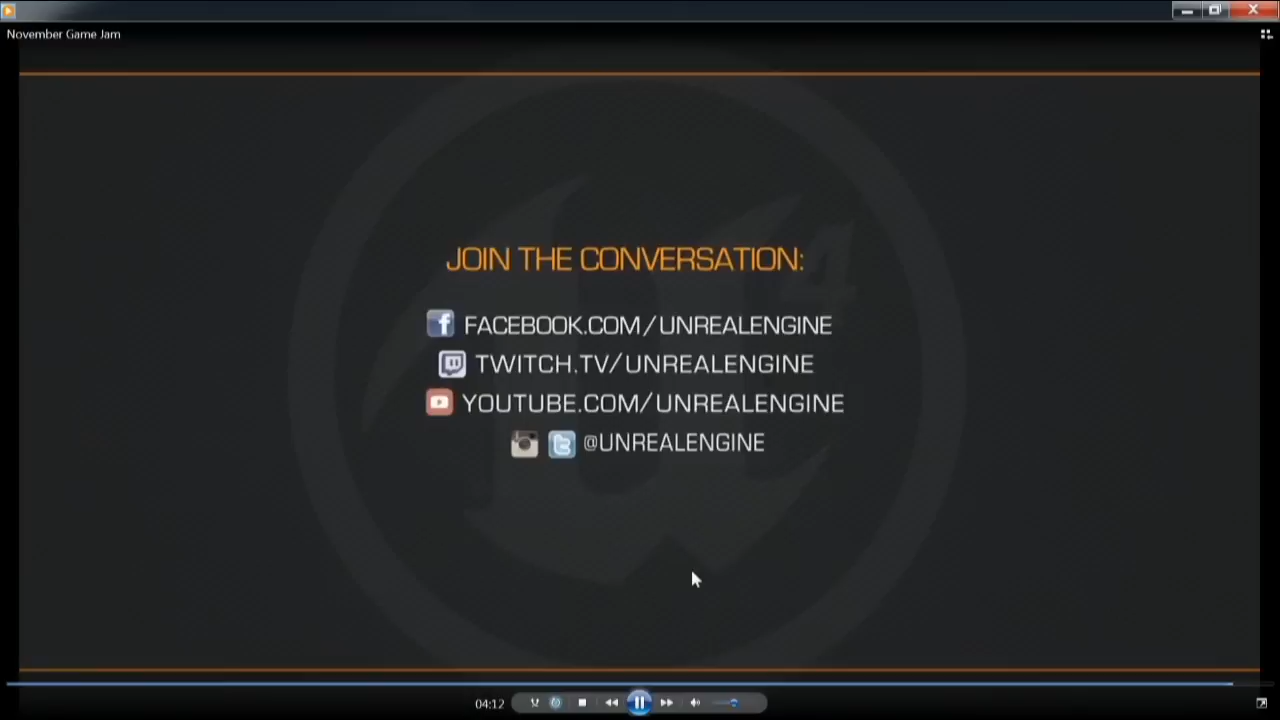 November Game Jam
JOIN THE CONVERSATION:
FACEBOOK.COM/UNREALENGINE
TWITCH.TV/UNREALENGINE
YOUTUBE.COM/UNREALENGINE
@UNREALENGINE
04:12